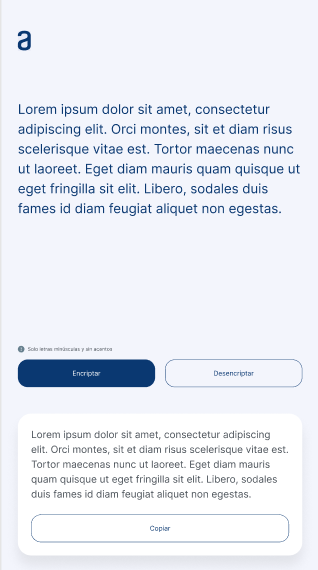 a
Lorem ipsum dolor sit amet, consectetur
adipiscing elit. Orci montes, sit et diam risus
scelerisque vitae est. Tortor maecenas nunc
ut laoreet. Eget diam mauris quam quisque ut
eget fringilla sit elit. Libero, sodales duis
fames id diam feugiat aliquet non egestas.
Solo letras minúsculas y sin acentos
Encriptar
Desencriptar
Lorem ipsum dolor sit amet, consectetur adipiscing
elit. Orci montes, sit et diam risus scelerisque vitae est.
Tortor maecenas nunc ut laoreet. Eget diam mauris
quam quisque ut eget fringilla sit elit. Libero, sodales
duis fames id diam feugiat aliquet non egestas.
Copiar